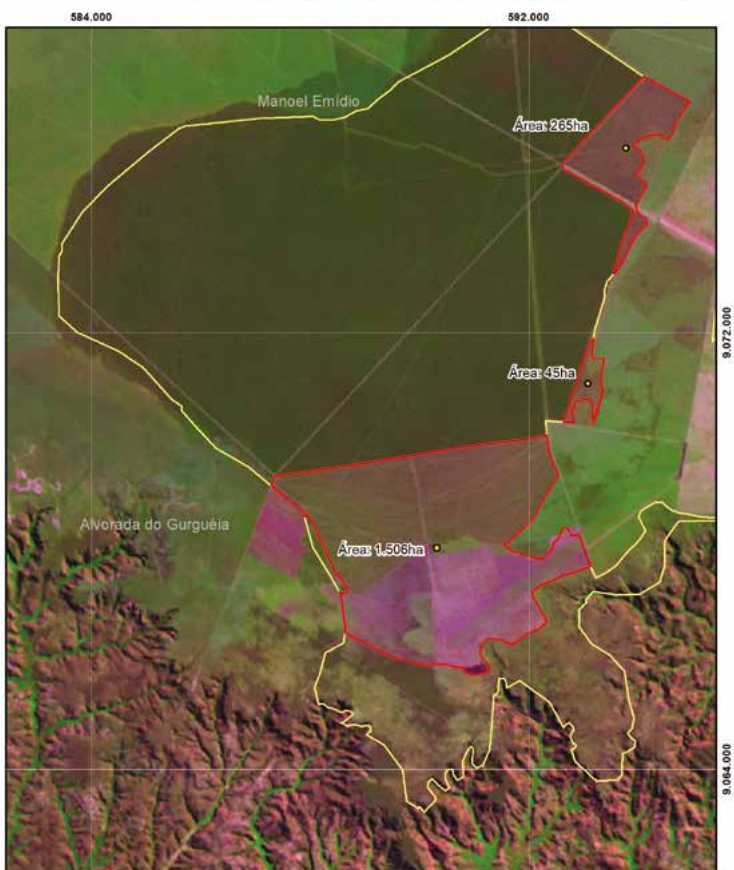 584.000
592.000
Manoel Emídio
Área: 265ha
9.072.000
Área: 45ha
Alvorada do Gurguéia
Área: 1.506ha
9.064.000